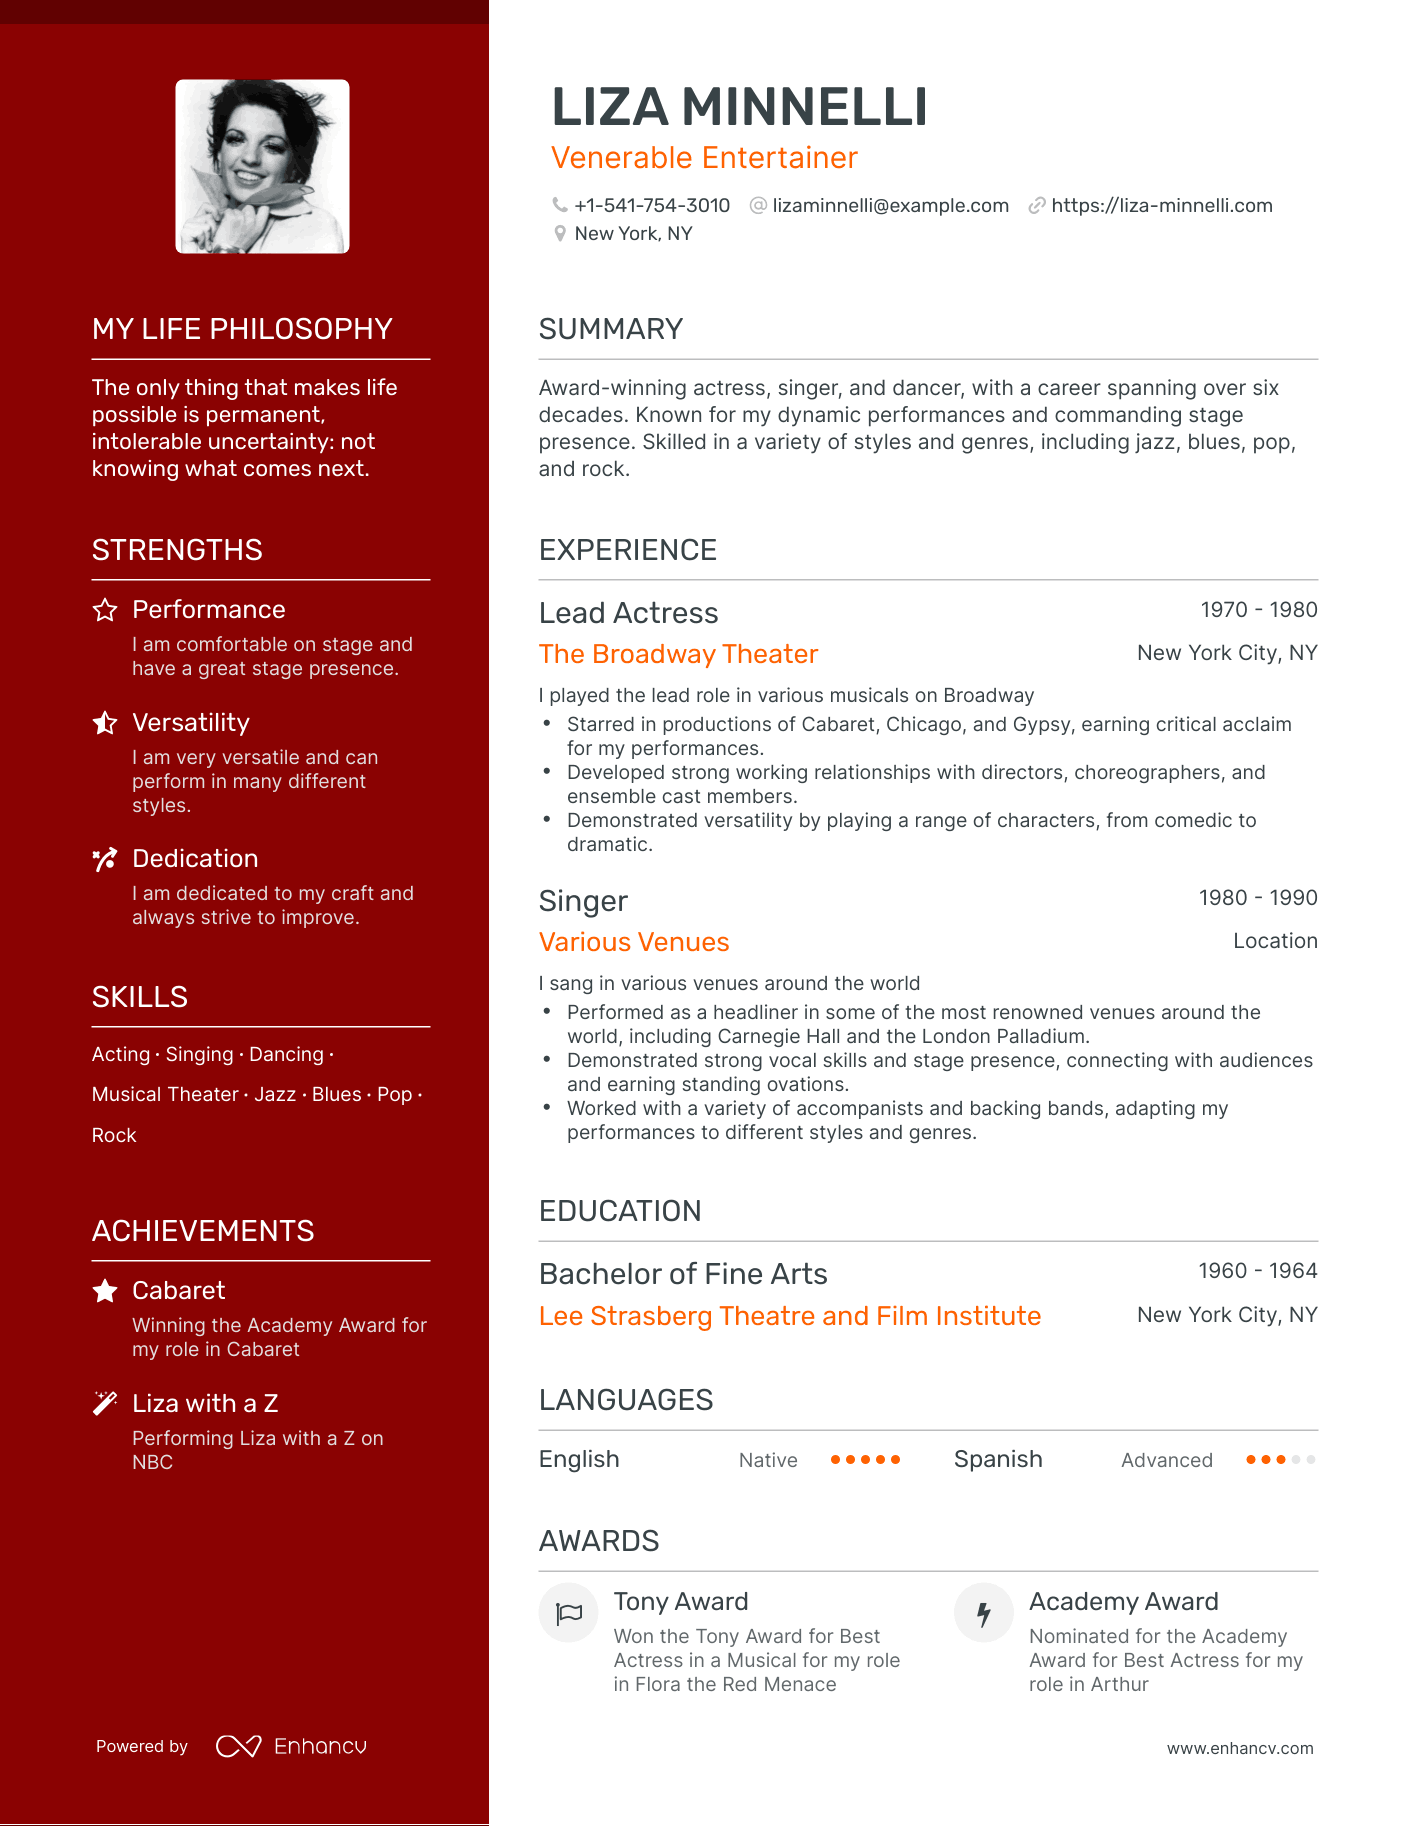 LIZA MINNELLI
Venerable Entertainer
+1-541-754-3010 lizaminnelli@example.com https://liza-minnelli.com
New York, NY
MY LIFE PHILOSOPHY
The only thing that makes life
possible is permanent,
intolerable uncertainty: not
knowing what comes next.
STRENGTHS
Performance
I am comfortable on stage and
have a great stage presence.
Versatility
I am very versatile and can
perform in many different
styles.
Dedication
I am dedicated to my craft and
always strive to improve.
SKILLS
Acting · Singing · Dancing ·
Musical Theater · Jazz · Blues · Pop ·
Rock
ACHIEVEMENTS
Cabaret
Winning the Academy Award for
my role in Cabaret
Liza with a Z
Performing Liza with a Z on
NBC
Powered by Enhancv
SUMMARY
Award-winning actress, singer, and dancer, with a career spanning over six
decades. Known for my dynamic performances and commanding stage
presence. Skilled in a variety of styles and genres, including jazz, blues, pop,
and rock.
EXPERIENCE
Lead Actress 1970 - 1980
The Broadway Theater New York City, NY
I played the lead role in various musicals on Broadway
• Starred in productions of Cabaret, Chicago, and Gypsy, earning critical acclaim
for my performances.
• Developed strong working relationships with directors, choreographers, and
ensemble cast members.
• Demonstrated versatility by playing a range of characters, from comedic to
dramatic.
Singer 1980 - 1990
Various Venues Location
I sang in various venues around the world
• Performed as a headliner in some of the most renowned venues around the
world, including Carnegie Hall and the London Palladium.
• Demonstrated strong vocal skills and stage presence, connecting with audiences
and earning standing ovations.
• Worked with a variety of accompanists and backing bands, adapting my
performances to different styles and genres.
EDUCATION
Bachelor of Fine Arts 1960 - 1964
Lee Strasberg Theatre and Film Institute New York City, NY
LANGUAGES
English Native Spanish Advanced
AWARDS
Tony Award
Won the Tony Award for Best
Actress in a Musical for my role
in Flora the Red Menace
Academy Award
Nominated for the Academy
Award for Best Actress for my
role in Arthur
www.enhancv.com